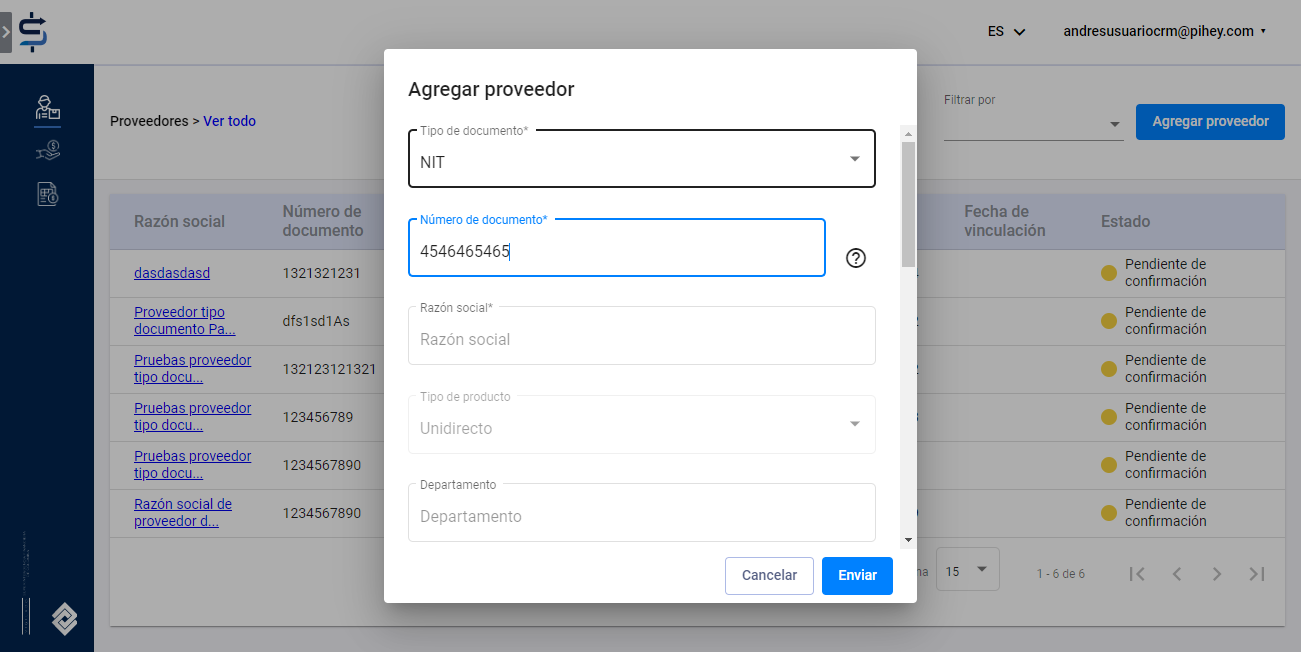 ES
andresusuariocrm@pihey.com
Proveedores > Ver todo
Filtrar por
Agregar proveedor
Razón social
Número de
documento
Fecha de
vinculación
Estado
dasdasdasd
1321321231
Pendiente de
confirmación
Proveedor tipo
documento Pa...
dfs1sd1As
Pendiente de
confirmación
Pruebas proveedor
tipo docu...
132123121321
Pendiente de
confirmación
Pruebas proveedor
tipo docu...
123456789
Pendiente de
confirmación
Pruebas proveedor
tipo docu...
1234567890
Pendiente de
confirmación
Razón social de
proveedor d...
1234567890
Pendiente de
confirmación
15
1 - 6 de 6
Agregar proveedor
Tipo de documento*
NIT
Número de documento*
4546465465
?
Razón social*
Razón social
Tipo de producto
Unidirecto
Departamento
Departamento
Cancelar
Enviar